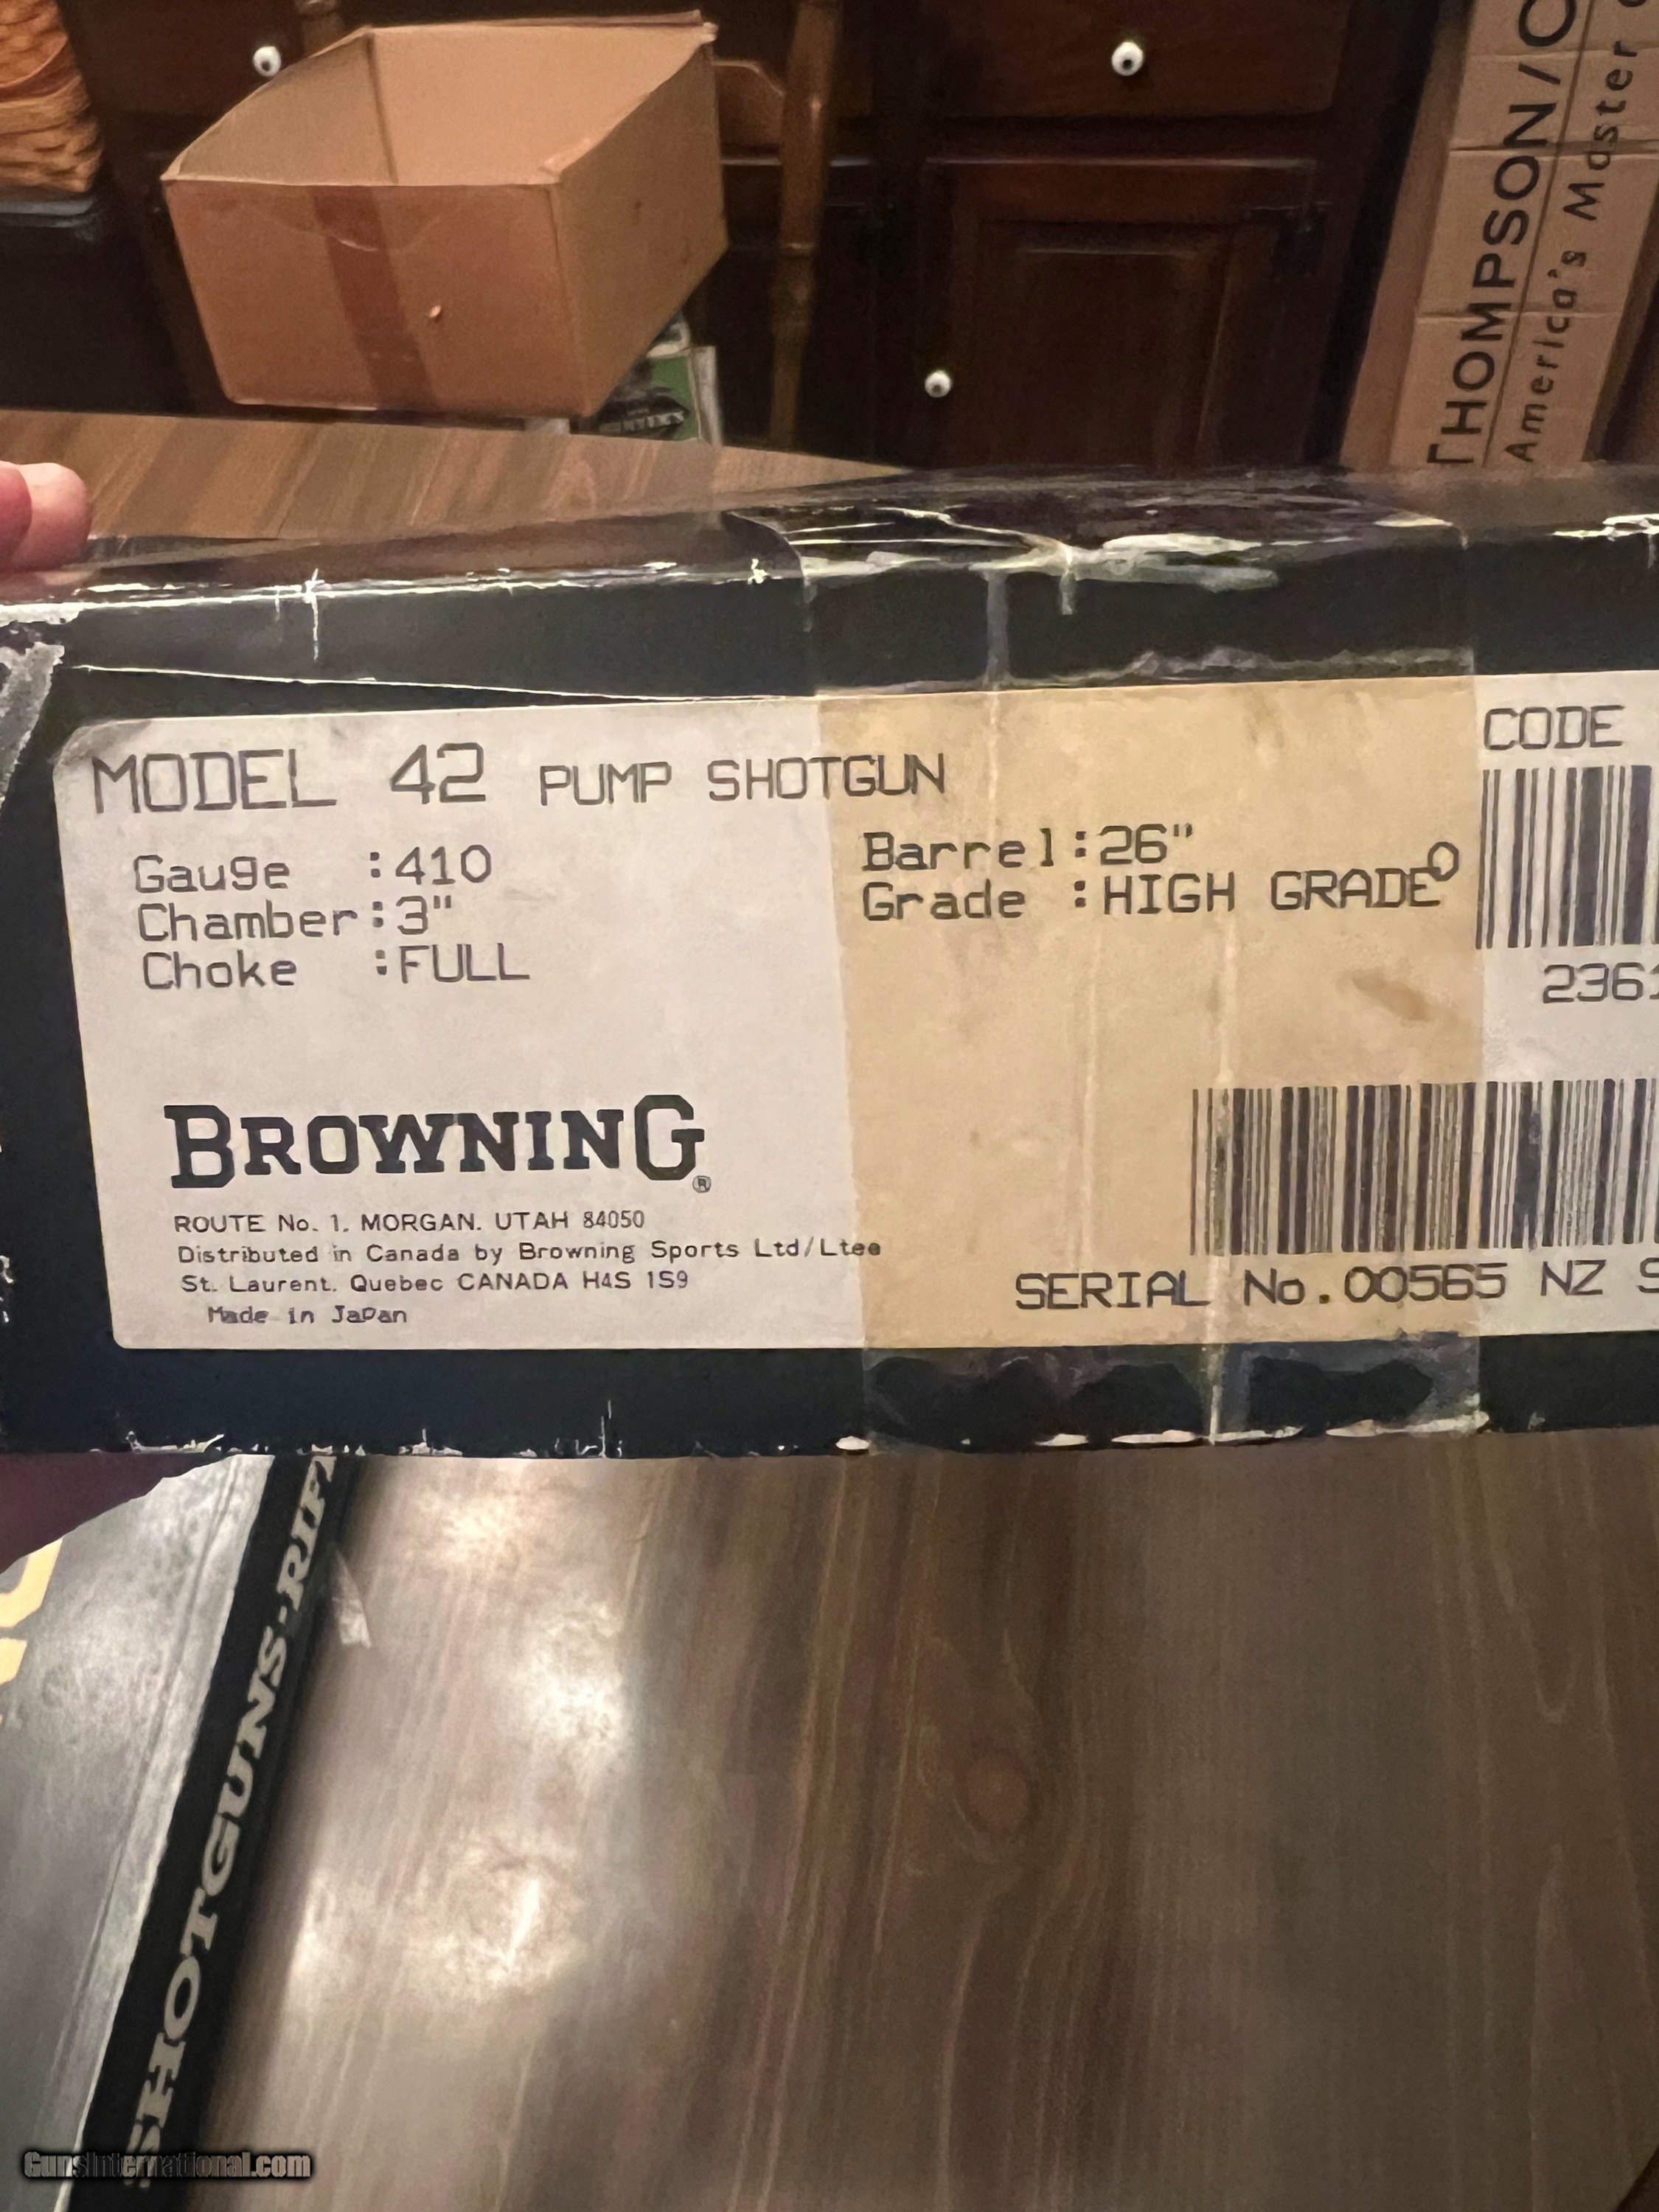 THOMPSON/C
America's Master
MODEL 42 PUMP SHOTGUN
Gauge :410
Chamber:3"
Choke :FULL
Barrel:26"
Grade :HIGH GRADE
CODE
2361
BROWNING®
ROUTE No. 1, MORGAN, UTAH 84050
Distributed in Canada by Browning Sports Ltd/Ltee
St. Laurent, Quebec CANADA H4S 1S9
Made in Japan
SERIAL No.00565 NZ S
SHOTGUNS·RIF
GunsInternational.com